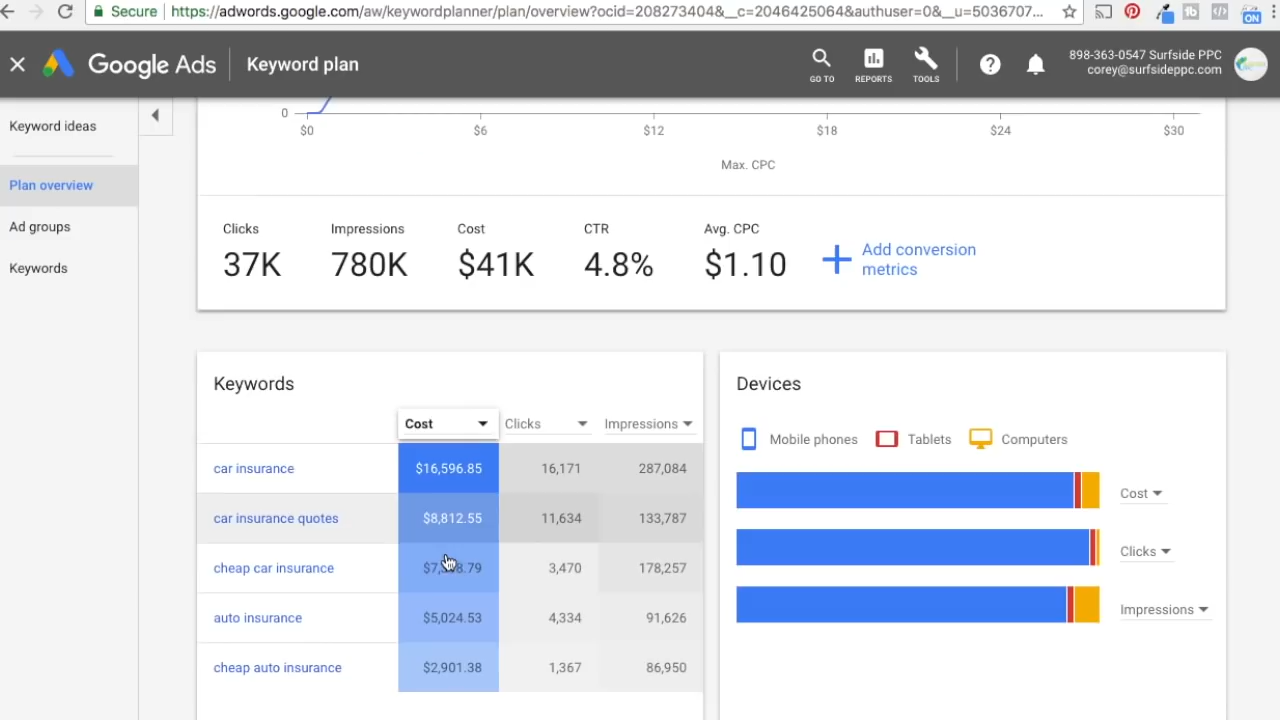 Secure https://adwords.google.com/aw/keywordplanner/plan/overview?ocid=208273404&__c=2046425064&authuser=0&__u=5036707... ON
Google Ads Keyword plan GO TO REPORTS TOOLS 898-363-0547 Surfside PPC
corey@surfsideppc.com
Keyword ideas
Plan overview
Ad groups
Keywords
0
$0 $6 $12 $18 $24 $30
Max. CPC
Clicks Impressions Cost CTR Avg. CPC
37K 780K $41K 4.8% $1.10
Add conversion
metrics
Keywords
Cost Clicks Impressions
car insurance $16,596.85 16,171 287,084
car insurance quotes $8,812.55 11,634 133,787
cheap car insurance 3,470 178,257
auto insurance $5,024.53 4,334 91,626
cheap auto insurance $2,901.38 1,367 86,950
Devices
Mobile phones Tablets Computers
Cost
Clicks
Impressions